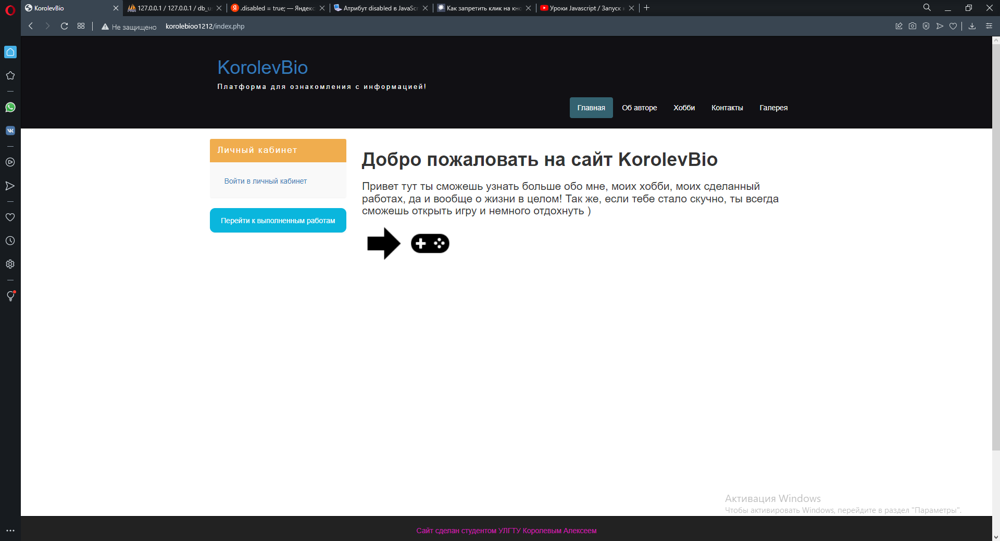 KorolevBio
127.0.0.1 / 127.0.0.1 / db_u
.disabled = true; — Яндекс
Атрибут disabled в JavaSc
Как запретить клик на кно
Уроки Javascript / Запуск
Не защищено
korolebioo1212/index.php
KorolevBio
Платформа для ознакомления с информацией!
Главная
Об авторе
Хобби
Контакты
Галерея
Личный кабинет
Войти в личный кабинет
Перейти к выполненным работам
Добро пожаловать на сайт KorolevBio
Привет тут ты сможешь узнать больше обо мне, моих хобби, моих сделанный
работах, да и вообще о жизни в целом! Так же, если тебе стало скучно, ты всегда
сможешь открыть игру и немного отдохнуть )
Активация Windows
Чтобы активировать Windows, перейдите в раздел "Параметры".
Сайт сделан студентом УЛГТУ Королевым Алексеем